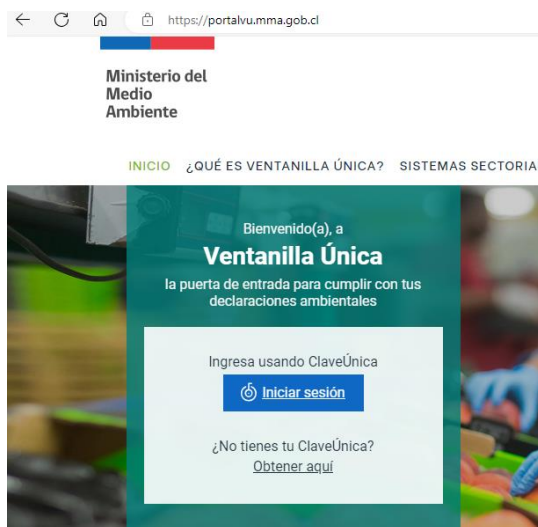 https://portalvu.mma.gob.cl
Ministerio del
Medio
Ambiente
INICIO ¿QUÉ ES VENTANILLA ÚNICA? SISTEMAS SECTORIA
Bienvenido(a), a
Ventanilla Única
la puerta de entrada para cumplir con tus
declaraciones ambientales
Ingresa usando ClaveÚnica
Iniciar sesión
¿No tienes tu ClaveÚnica?
Obtener aquí